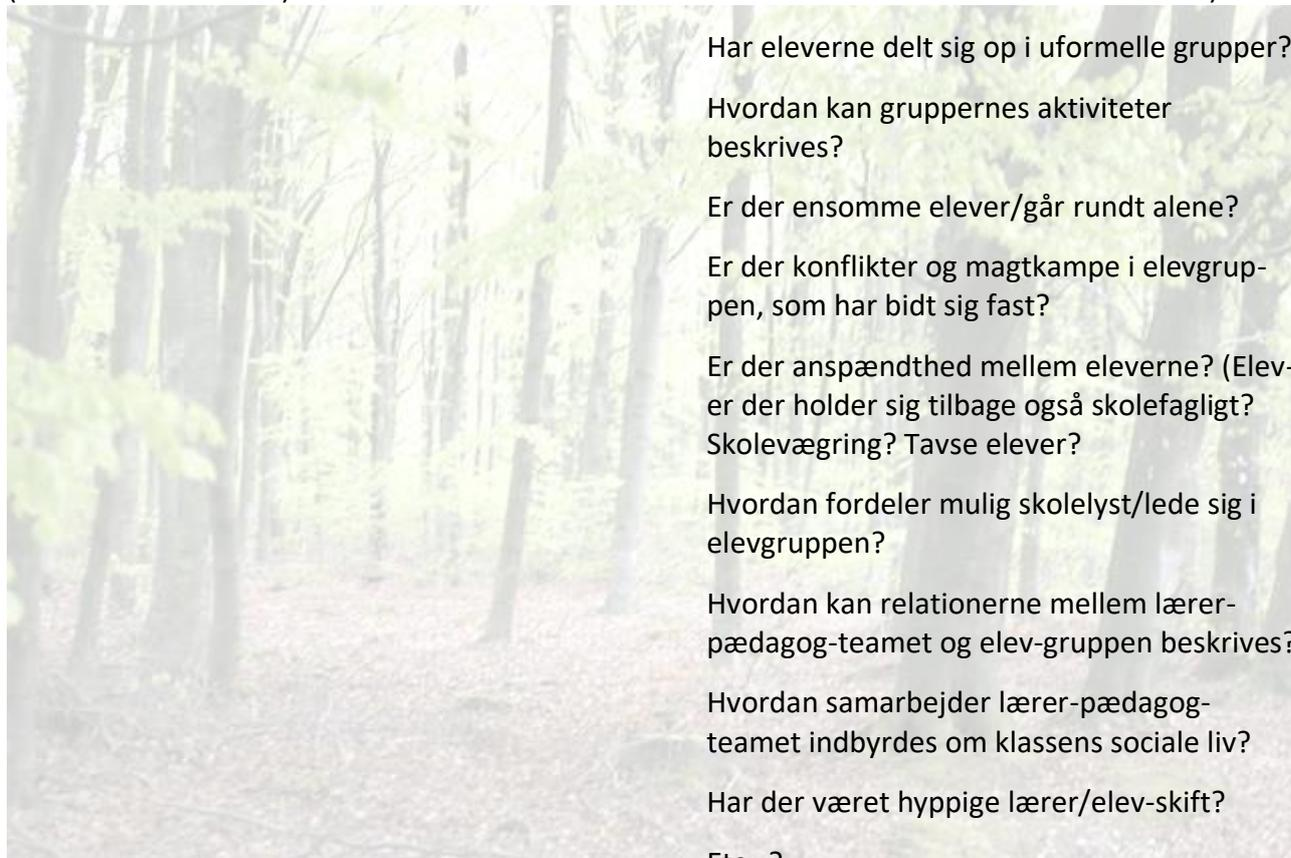 Har eleverne delt sig op i uformelle grupper?
Hvordan kan gruppernes aktiviteter
beskrives?
Er der ensomme elever/går rundt alene?
Er der konflikter og magtkampe i elevgrup-
pen, som har bidt sig fast?
Er der anspændthed mellem eleverne? (Elev-
er der holder sig tilbage også skolefagligt?
Skolevægring? Tavse elever?
Hvordan fordeler mulig skolelyst/lede sig i
elevgruppen?
Hvordan kan relationerne mellem lærer-
pædagog-teamet og elev-gruppen beskrives?
Hvordan samarbejder lærer-pædagog-
teamet indbyrdes om klassens sociale liv?
Har der været hyppige lærer/elev-skift?